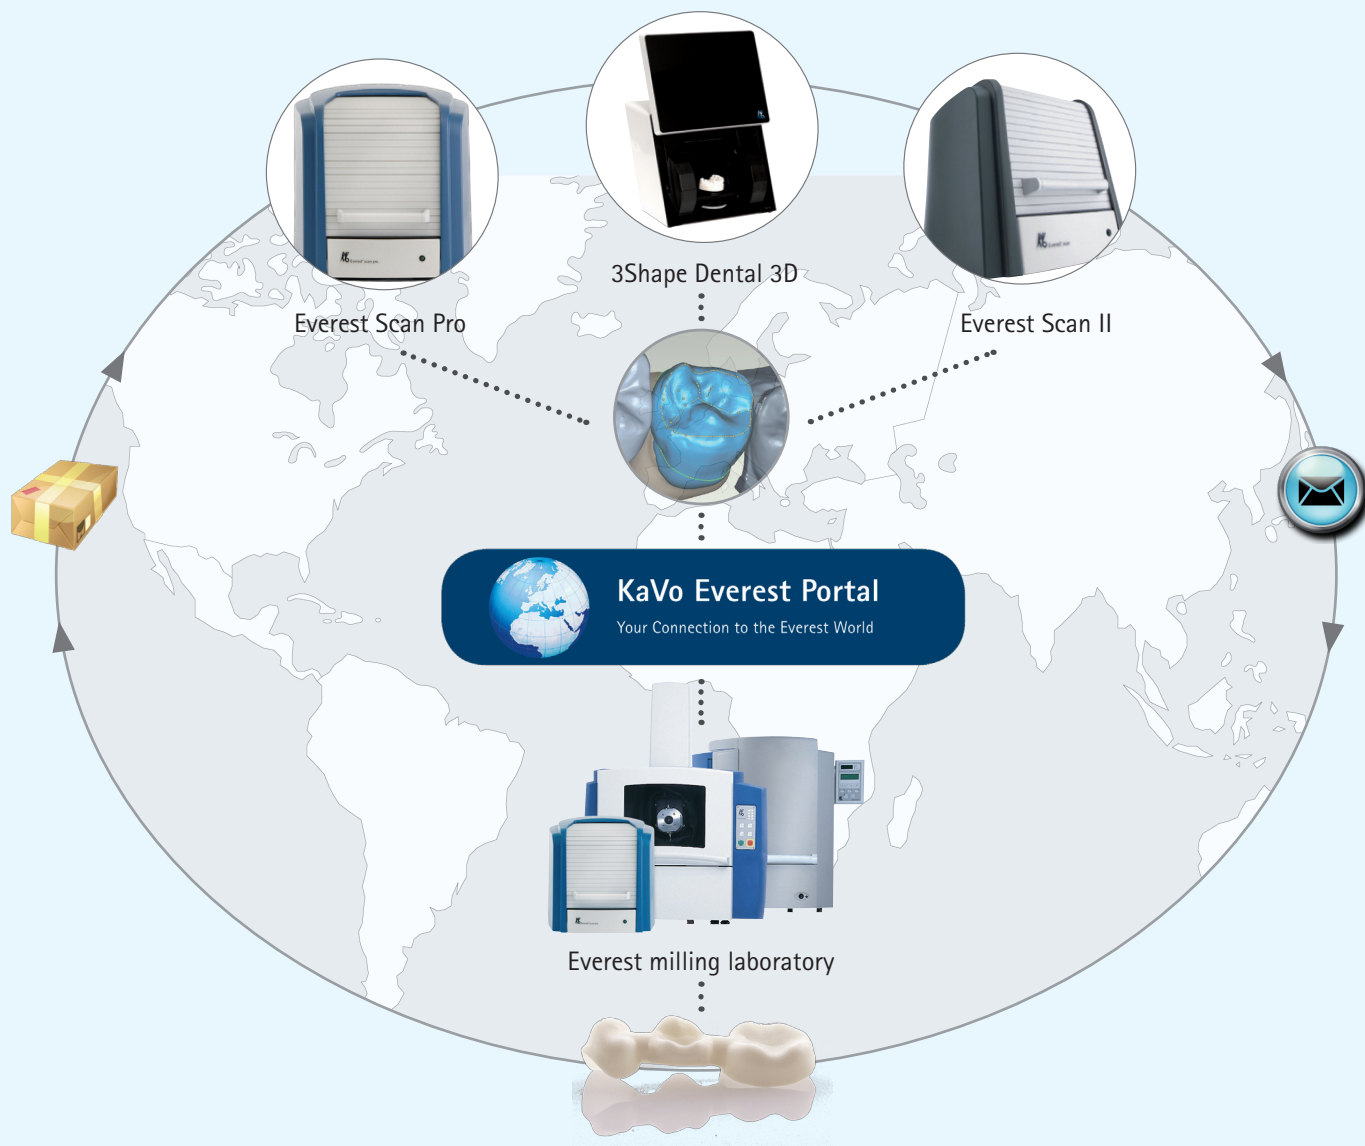 3Shape Dental 3D
Everest Scan Pro
Everest Scan II
KaVo Everest Portal
Your Connection to the Everest World
Everest milling laboratory